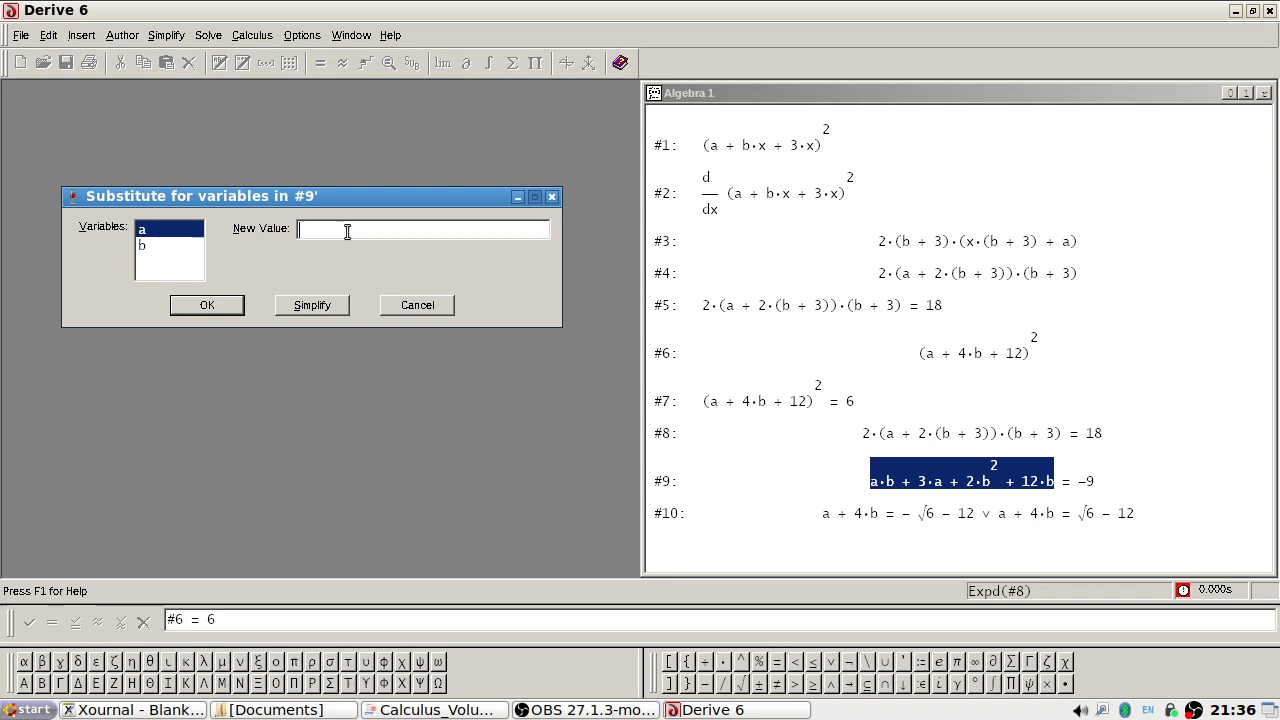 Derive 6
File Edit Insert Author Simplify Solve Calculus Options Window Help
lim ∂ ∫ Σ Π
Algebra 1
#1: (a + b·x + 3·x)^2
#2: d/dx (a + b·x + 3·x)^2
#3: 2·(b + 3)·(x·(b + 3) + a)
#4: 2·(a + 2·(b + 3))·(b + 3)
#5: 2·(a + 2·(b + 3))·(b + 3) = 18
#6: (a + 4·b + 12)^2
#7: (a + 4·b + 12)^2 = 6
#8: 2·(a + 2·(b + 3))·(b + 3) = 18
#9: a·b + 3·a + 2·b^2 + 12·b = -9
#10: a + 4·b = - √6 - 12 ∨ a + 4·b = √6 - 12
Substitute for variables in #9'
Variables: a New Value:
b
OK Simplify Cancel
Press F1 for Help Expd(#8) 0.000s
#6 = 6
α β γ δ ε ζ η θ ι κ λ μ ν ξ ο π ρ σ τ υ φ χ ψ ω
Α Β Γ Δ Ε Ζ Η Θ Ι Κ Λ Μ Ν Ξ Ο Π Ρ Σ Τ Υ Φ Χ Ψ Ω
start Xournal - Blank... [Documents] Calculus_Volu... OBS 27.1.3-mo... Derive 6 EN 21:36